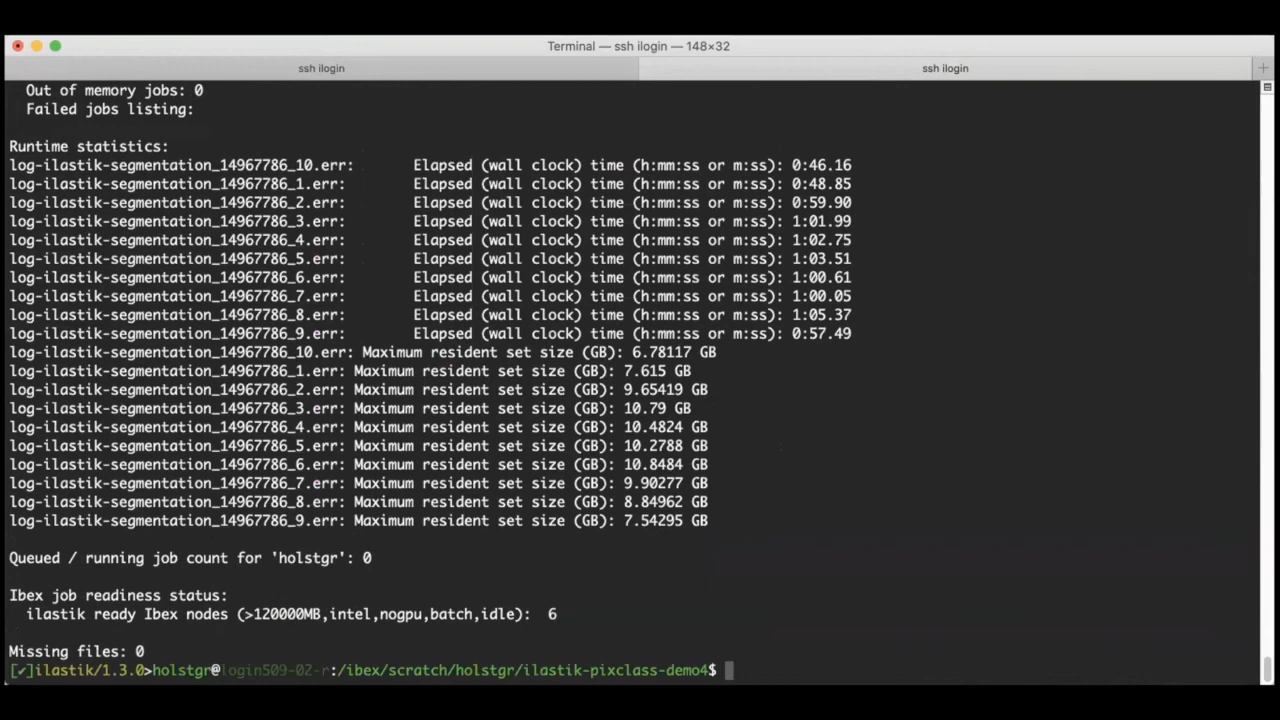 Terminal — ssh ilogin — 148×32
ssh ilogin
ssh ilogin
Out of memory jobs: 0
Failed jobs listing:
Runtime statistics:
log-ilastik-segmentation_14967786_10.err: Elapsed (wall clock) time (h:mm:ss or m:ss): 0:46.16
log-ilastik-segmentation_14967786_1.err: Elapsed (wall clock) time (h:mm:ss or m:ss): 0:48.85
log-ilastik-segmentation_14967786_2.err: Elapsed (wall clock) time (h:mm:ss or m:ss): 0:59.90
log-ilastik-segmentation_14967786_3.err: Elapsed (wall clock) time (h:mm:ss or m:ss): 1:01.99
log-ilastik-segmentation_14967786_4.err: Elapsed (wall clock) time (h:mm:ss or m:ss): 1:02.75
log-ilastik-segmentation_14967786_5.err: Elapsed (wall clock) time (h:mm:ss or m:ss): 1:03.51
log-ilastik-segmentation_14967786_6.err: Elapsed (wall clock) time (h:mm:ss or m:ss): 1:00.61
log-ilastik-segmentation_14967786_7.err: Elapsed (wall clock) time (h:mm:ss or m:ss): 1:00.05
log-ilastik-segmentation_14967786_8.err: Elapsed (wall clock) time (h:mm:ss or m:ss): 1:05.37
log-ilastik-segmentation_14967786_9.err: Elapsed (wall clock) time (h:mm:ss or m:ss): 0:57.49
log-ilastik-segmentation_14967786_10.err: Maximum resident set size (GB): 6.78117 GB
log-ilastik-segmentation_14967786_1.err: Maximum resident set size (GB): 7.615 GB
log-ilastik-segmentation_14967786_2.err: Maximum resident set size (GB): 9.65419 GB
log-ilastik-segmentation_14967786_3.err: Maximum resident set size (GB): 10.79 GB
log-ilastik-segmentation_14967786_4.err: Maximum resident set size (GB): 10.4824 GB
log-ilastik-segmentation_14967786_5.err: Maximum resident set size (GB): 10.2788 GB
log-ilastik-segmentation_14967786_6.err: Maximum resident set size (GB): 10.8484 GB
log-ilastik-segmentation_14967786_7.err: Maximum resident set size (GB): 9.90277 GB
log-ilastik-segmentation_14967786_8.err: Maximum resident set size (GB): 8.84962 GB
log-ilastik-segmentation_14967786_9.err: Maximum resident set size (GB): 7.54295 GB
Queued / running job count for 'holstgr': 0
Ibex job readiness status:
ilastik ready Ibex nodes (>120000MB,intel,nogpu,batch,idle): 6
Missing files: 0
[✔]ilastik/1.3.0>holstgr@login509-02-r:/ibex/scratch/holstgr/ilastik-pixclass-demo4$